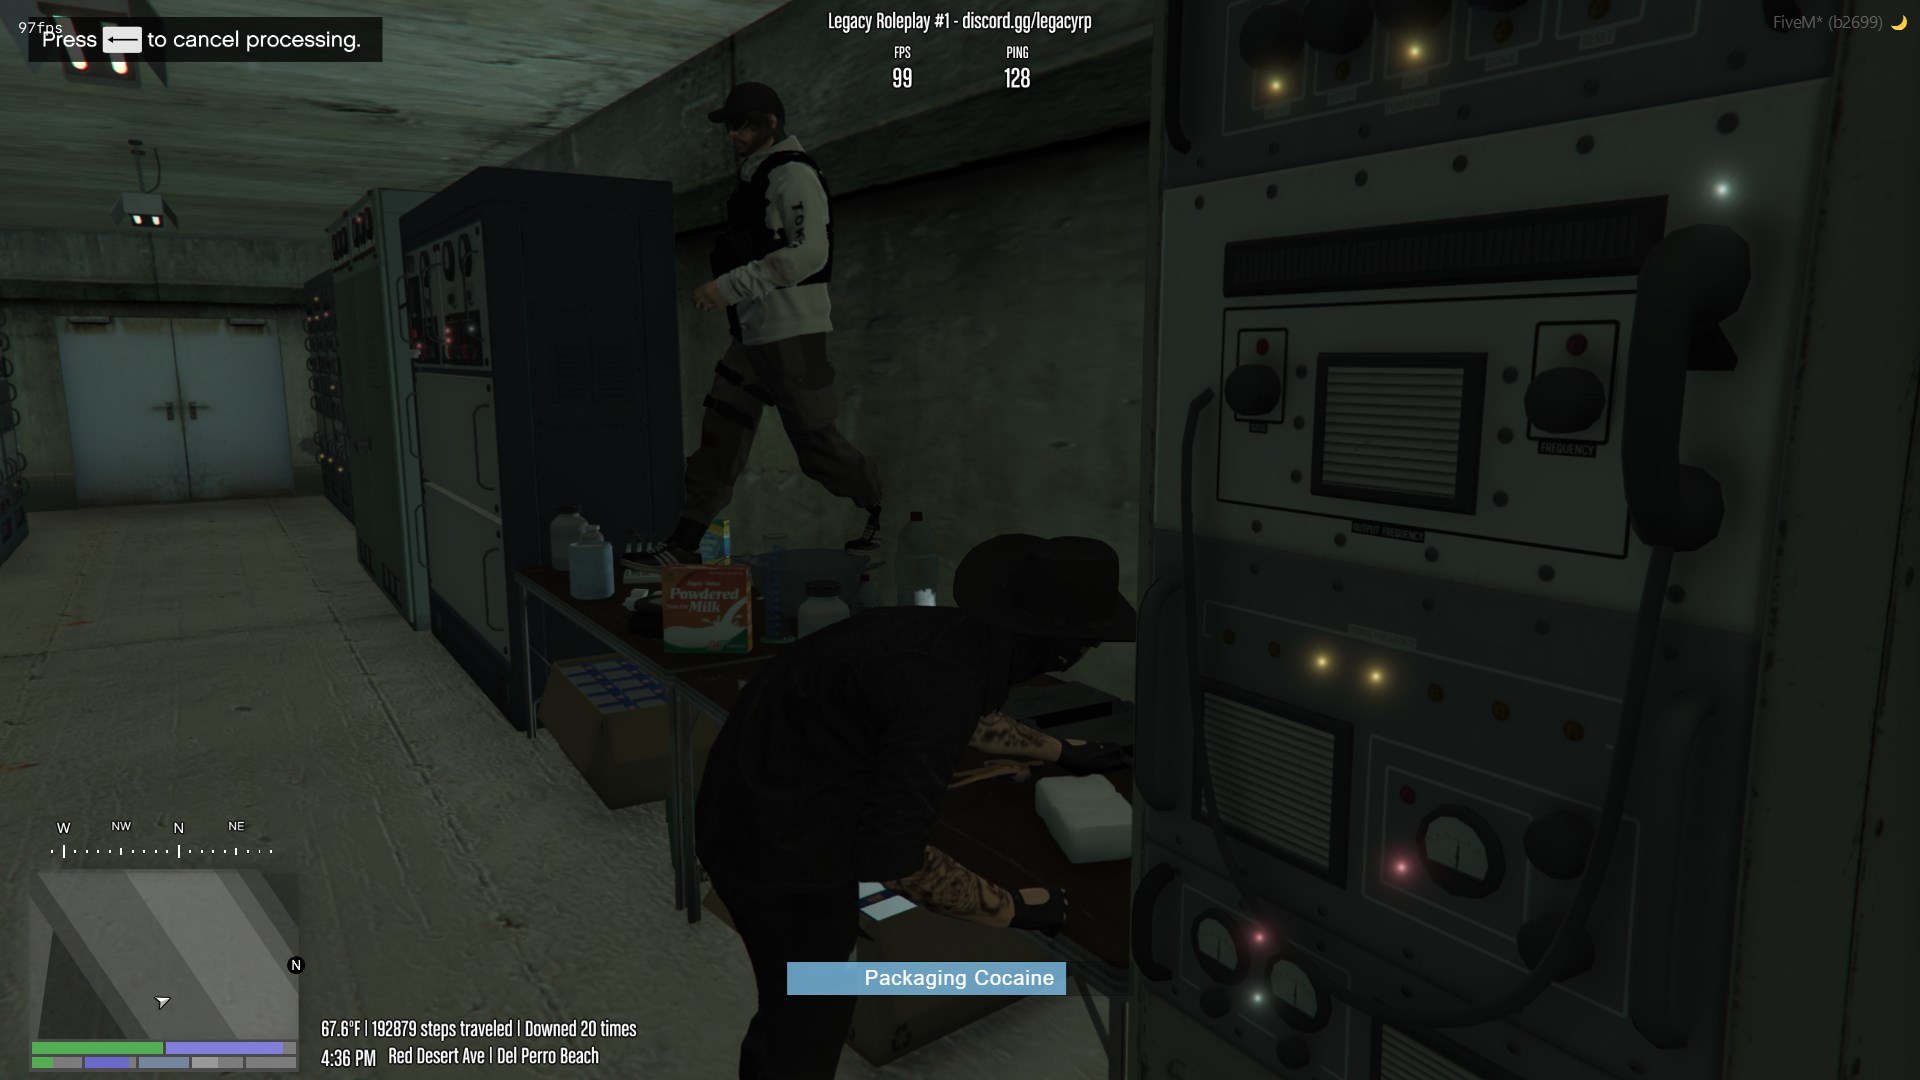 97fps
Press to cancel processing.
Legacy Roleplay #1 - discord.gg/legacyrp
FPS
PING
99
128
FiveM* (b2699)
Powdered
Milk
FREQUENCY
OUTPUT FREQUENCY
W NW N NE
N
Packaging Cocaine
67.6°F | 192879 steps traveled | Downed 20 times
4:36 PM Red Desert Ave | Del Perro Beach